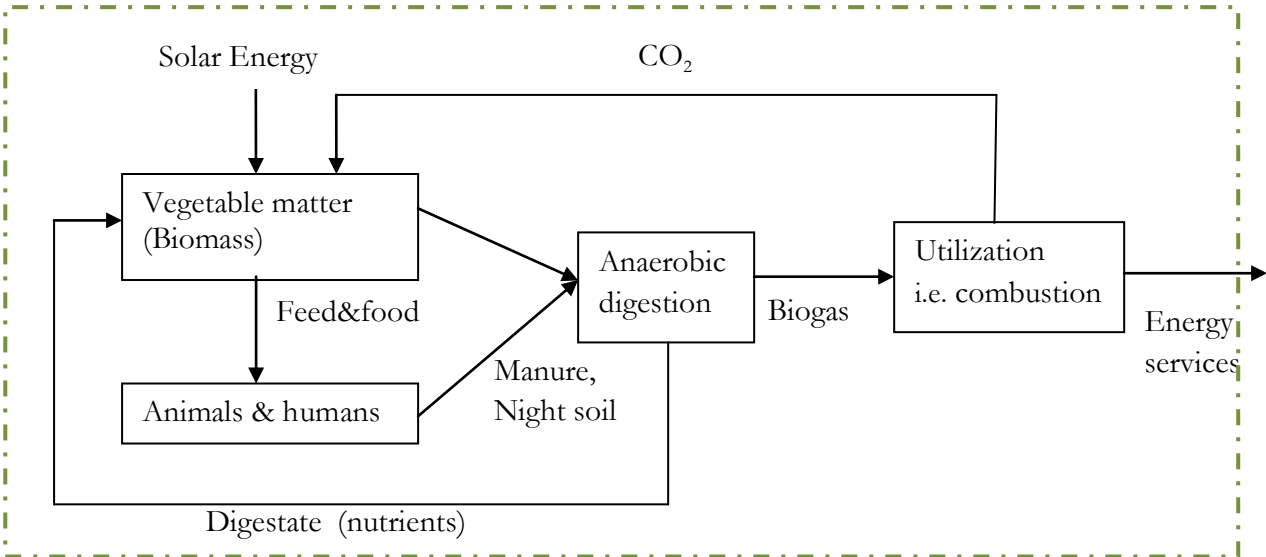 Solar Energy
CO₂
Vegetable matter
(Biomass)
Feed&food
Animals & humans
Manure,
Night soil
Anaerobic
digestion
Biogas
Utilization
i.e. combustion
Energy
services
Digestate (nutrients)